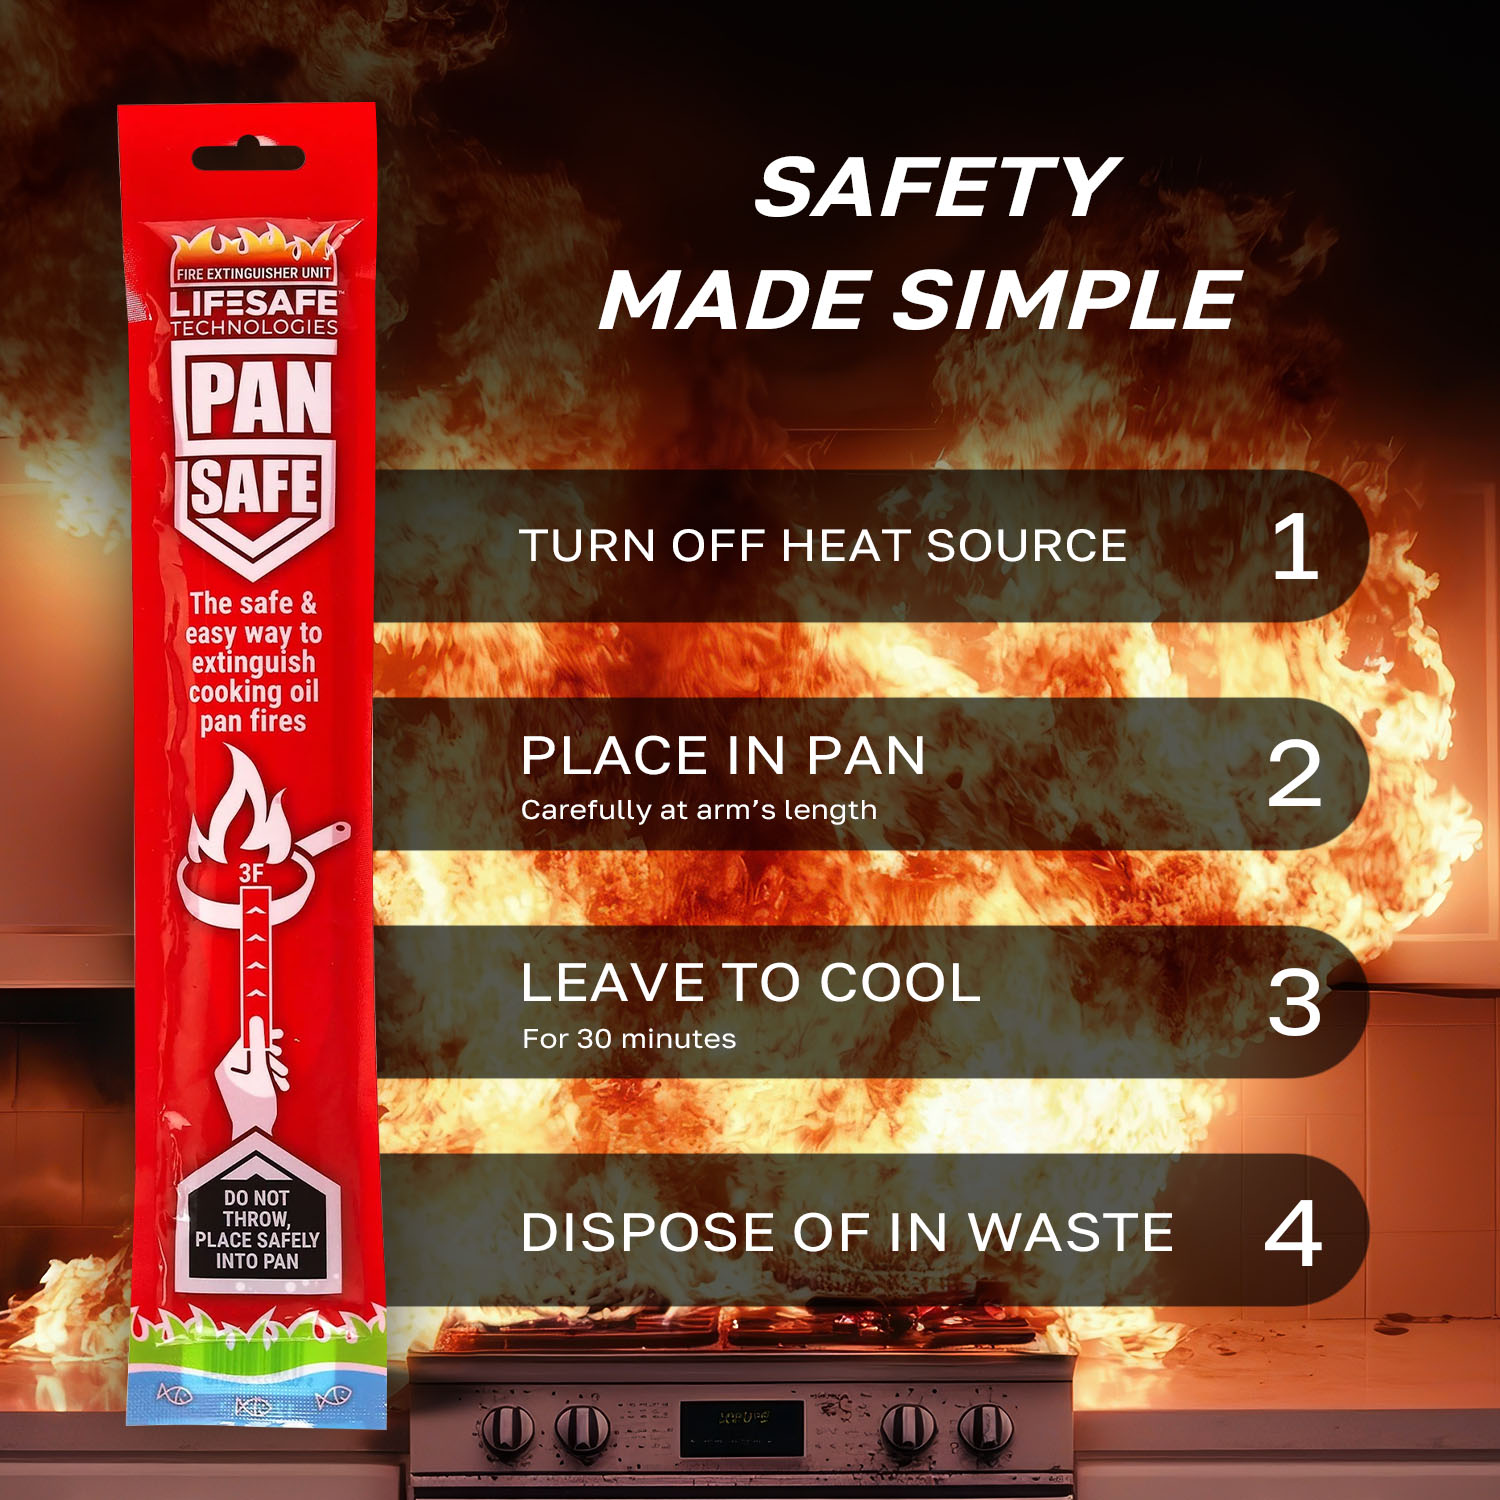 FIRE EXTINGUISHER UNIT
LIFESAFE™
TECHNOLOGIES
PAN
SAFE
The safe &
easy way to
extinguish
cooking oil
pan fires
3F
DO NOT
THROW,
PLACE SAFELY
INTO PAN
SAFETY
MADE SIMPLE
TURN OFF HEAT SOURCE 1
PLACE IN PAN 2
Carefully at arm's length
LEAVE TO COOL 3
For 30 minutes
DISPOSE OF IN WASTE 4